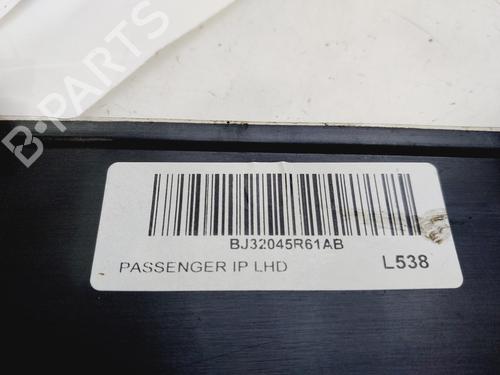 B-PARTS
BJ32045R61AB
PASSENGER IP LHD L538